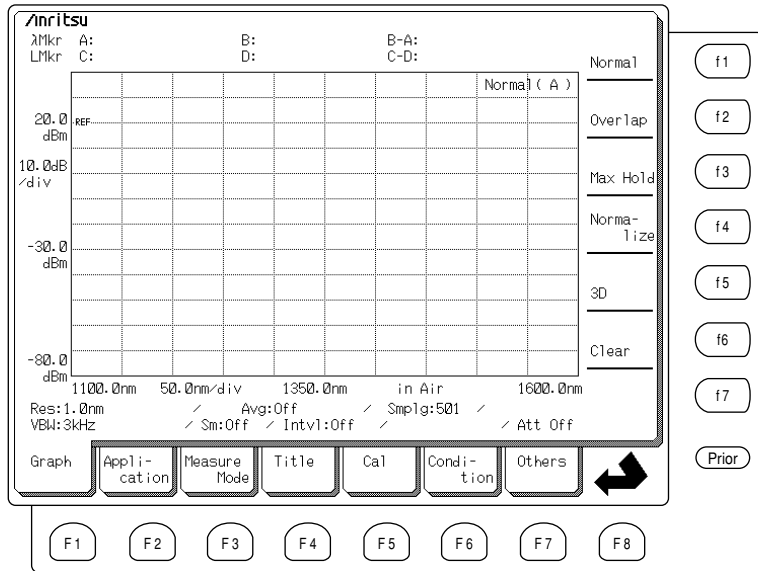 /inritsu
λMkr A: B: B-A:
LMkr C: D: C-D:
Normal
Normal( A )
20.0 REF
dBm
10.0dB
/div
-30.0
dBm
-80.0
dBm
Overlap
Max Hold
Norma-
lize
3D
Clear
1100.0nm 50.0nm/div 1350.0nm in Air 1600.0nm
Res:1.0nm / Avg:Off / Smplg:501 /
VBW:3kHz / Sm:Off / Intvl:Off / / Att Off
Graph
Appli-
cation
Measure
Mode
Title
Cal
Condi-
tion
Others
f1
f2
f3
f4
f5
f6
f7
Prior
F1 F2 F3 F4 F5 F6 F7 F8